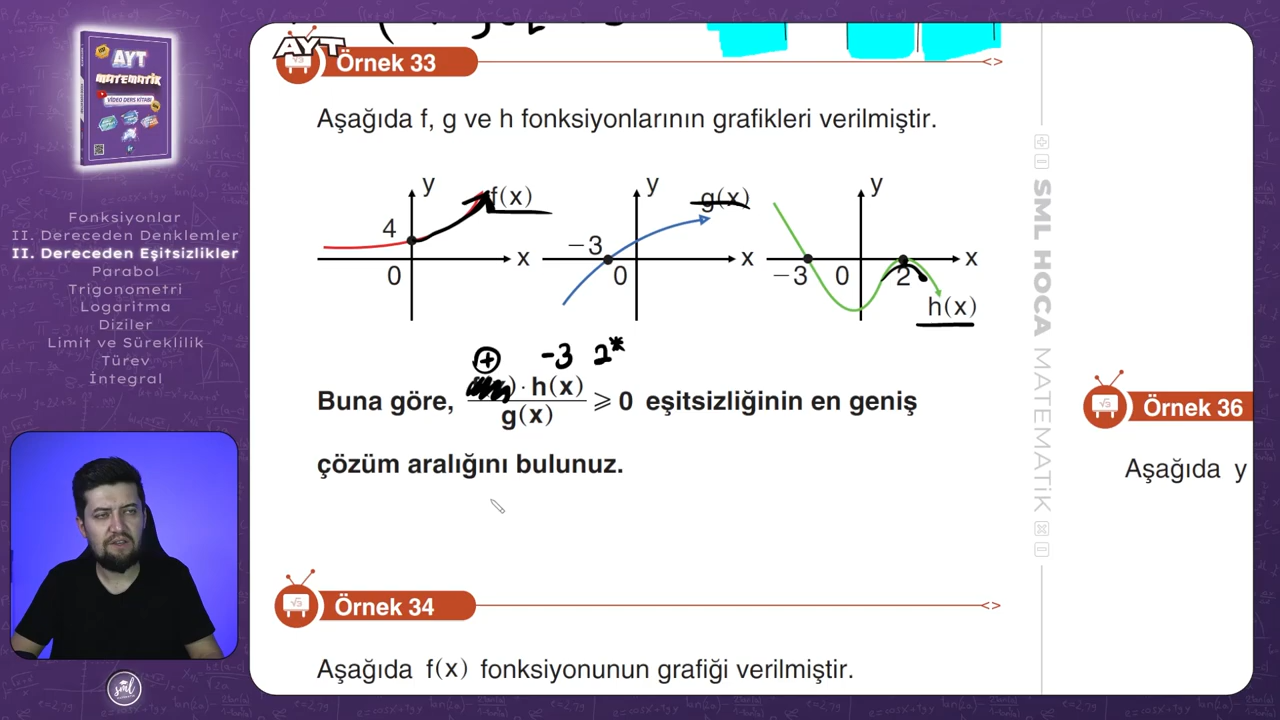 AYT
MATEMATİK
VİDEO DERS KİTABI
Fonksiyonlar
II. Dereceden Denklemler
II. Dereceden Eşitsizlikler
Parabol
Trigonometri
Logaritma
Diziler
Limit ve Süreklilik
Türev
İntegral
sml
AYT
Örnek 33
Aşağıda f, g ve h fonksiyonlarının grafikleri verilmiştir.
y f(x) 4 x 0
y g(x) −3 x 0
y x −3 0 2 h(x)
+ -3 2*
Buna göre, ) · h(x) / g(x) ⩾ 0 eşitsizliğinin en geniş
çözüm aralığını bulunuz.
Örnek 34
Aşağıda f(x) fonksiyonunun grafiği verilmiştir.
SML HOCA MATEMATİK
Örnek 36
Aşağıda y